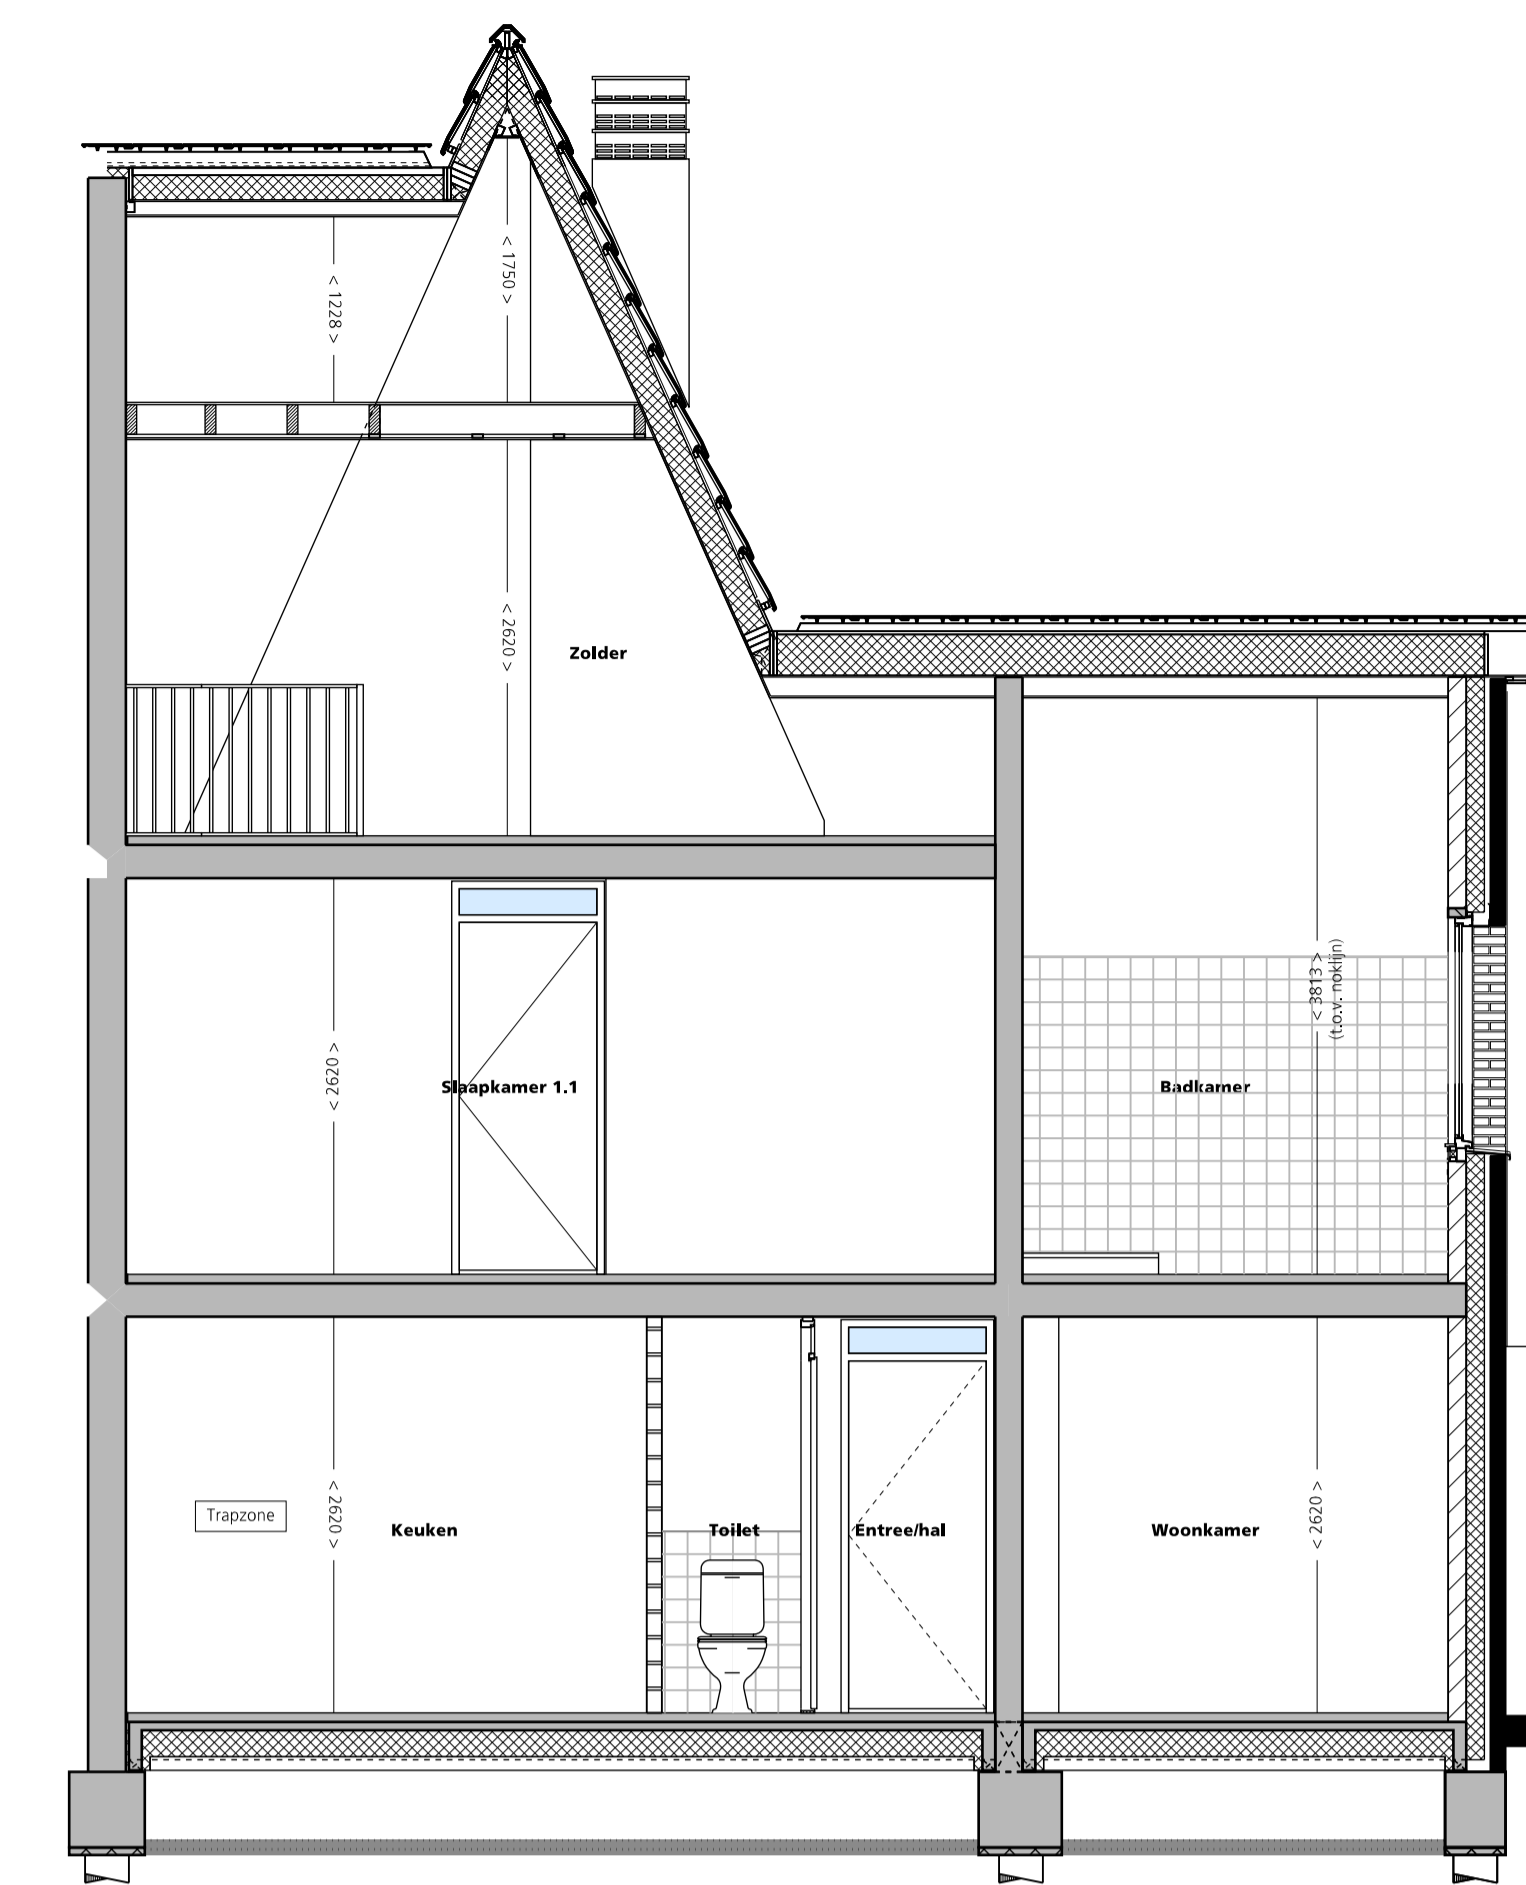 < 1750 >
< 1228 >
< 2620 >
Zolder
< 3813 >
(t.o.v. noklijn)
< 2620 >
Slaapkamer 1.1
Badkamer
Trapzone
< 2620 >
Keuken
Toilet
Entree/hal
Woonkamer
< 2620 >